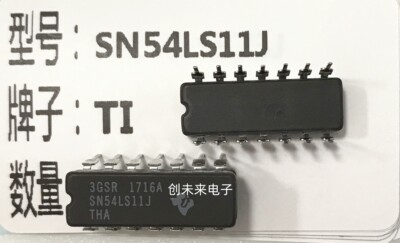 型号: SN54LS11J
牌子: TI
数量
3GSR 1716A
SN54LS11J
THA
创未来电子